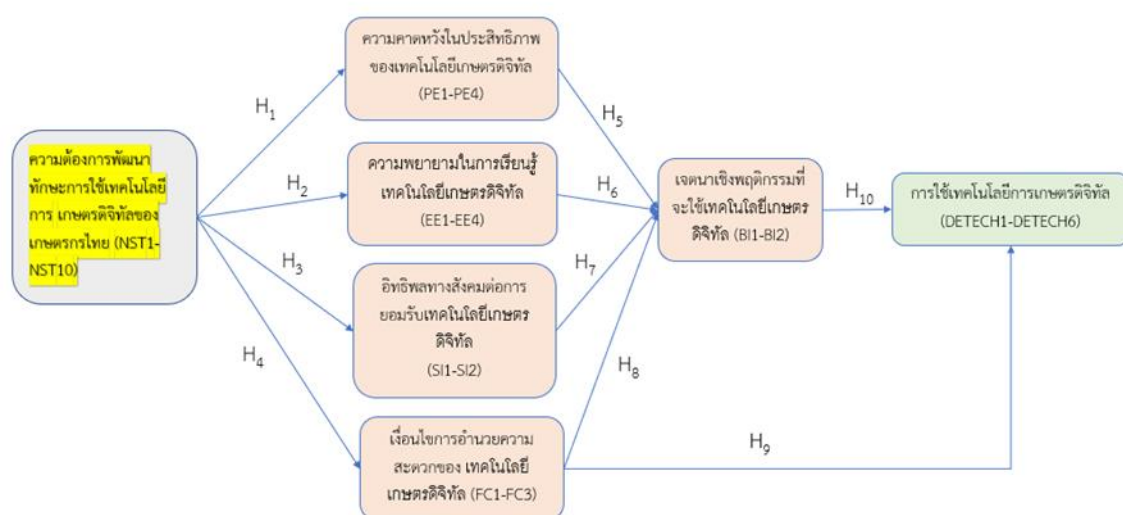 ความคาดหวังในประสิทธิภาพ
ของเทคโนโลยีเกษตรดิจิทัล
(PE1-PE4)
H1
H5
ความต้องการพัฒนา
ทักษะการใช้เทคโนโลยี
การ เกษตรดิจิทัลของ
เกษตรกรไทย (NST1-
NST10)
H2
ความพยายามในการเรียนรู้
เทคโนโลยีเกษตรดิจิทัล
(EE1-EE4)
H6
เจตนาเชิงพฤติกรรมที่
จะใช้เทคโนโลยีเกษตร
ดิจิทัล (BI1-BI2)
H10
การใช้เทคโนโลยีการเกษตรดิจิทัล
(DETECH1-DETECH6)
H3
อิทธิพลทางสังคมต่อการ
ยอมรับเทคโนโลยีเกษตร
ดิจิทัล
(SI1-SI2)
H7
H4
H8
เงื่อนไขการอำนวยความ
สะดวกของ เทคโนโลยี
เกษตรดิจิทัล (FC1-FC3)
H9